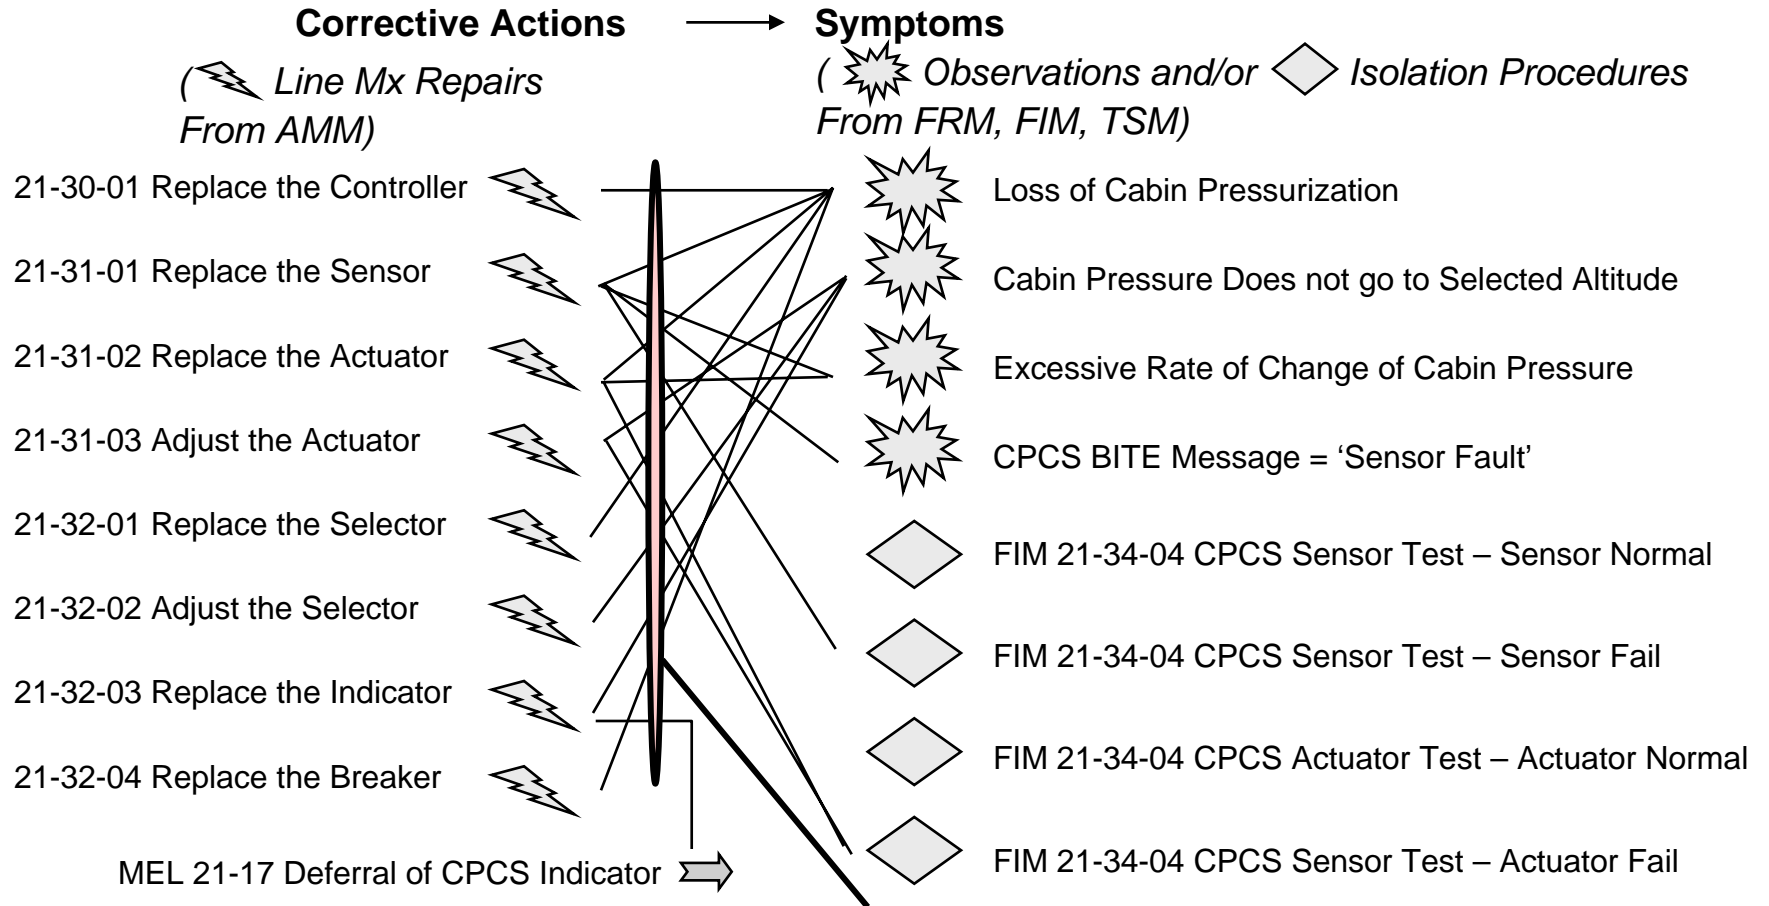 Corrective Actions
Symptoms
( Line Mx Repairs
From AMM)
( Observations and/or Isolation Procedures
From FRM, FIM, TSM)
21-30-01 Replace the Controller
21-31-01 Replace the Sensor
21-31-02 Replace the Actuator
21-31-03 Adjust the Actuator
21-32-01 Replace the Selector
21-32-02 Adjust the Selector
21-32-03 Replace the Indicator
21-32-04 Replace the Breaker
MEL 21-17 Deferral of CPCS Indicator
Loss of Cabin Pressurization
Cabin Pressure Does not go to Selected Altitude
Excessive Rate of Change of Cabin Pressure
CPCS BITE Message = ‘Sensor Fault’
FIM 21-34-04 CPCS Sensor Test – Sensor Normal
FIM 21-34-04 CPCS Sensor Test – Sensor Fail
FIM 21-34-04 CPCS Actuator Test – Actuator Normal
FIM 21-34-04 CPCS Sensor Test – Actuator Fail